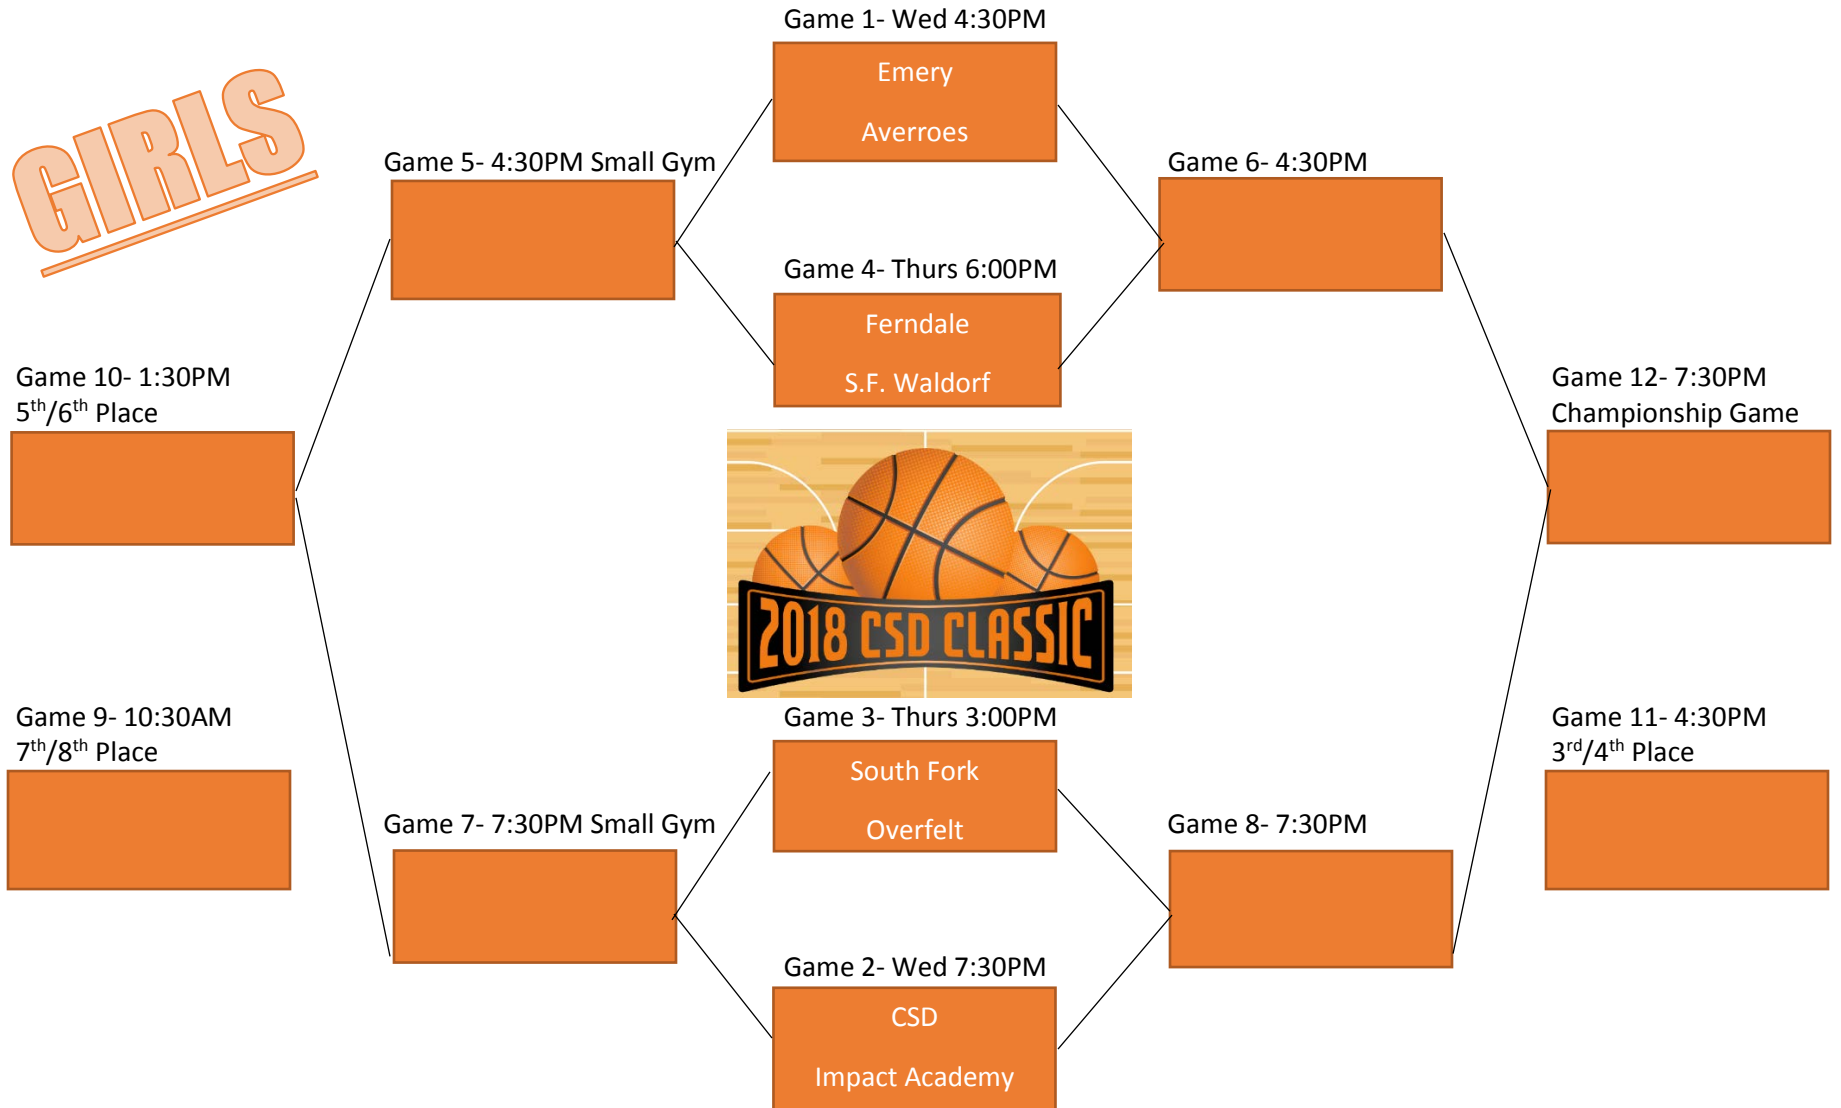 GIRLS
Game 1- Wed 4:30PM
Emery
Averroes
Game 5- 4:30PM Small Gym
Game 6- 4:30PM
Game 4- Thurs 6:00PM
Ferndale
S.F. Waldorf
Game 10- 1:30PM
5th/6th Place
Game 12- 7:30PM
Championship Game
2018 CSD CLASSIC
Game 9- 10:30AM
7th/8th Place
Game 3- Thurs 3:00PM
South Fork
Overfelt
Game 11- 4:30PM
3rd/4th Place
Game 7- 7:30PM Small Gym
Game 8- 7:30PM
Game 2- Wed 7:30PM
CSD
Impact Academy